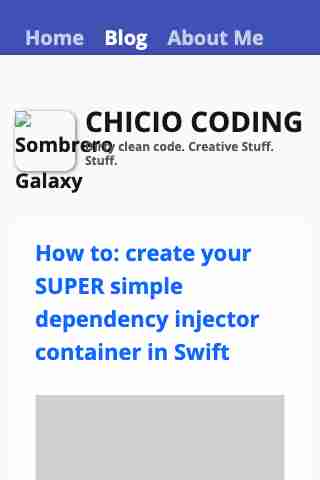 Home Blog About Me
Sombrero
Galaxy
CHICIO CODING
Dirty clean code. Creative Stuff.
Stuff.
How to: create your
SUPER simple
dependency injector
container in Swift